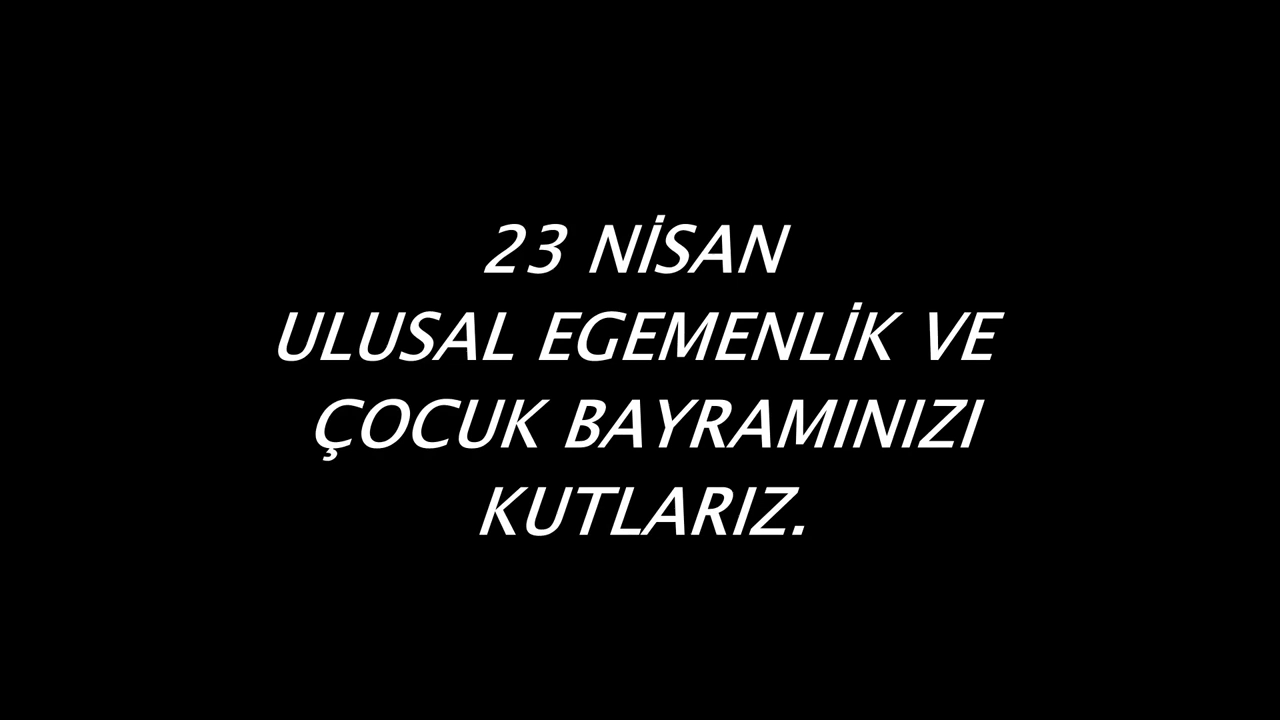 23 NİSAN
ULUSAL EGEMENLİK VE
ÇOCUK BAYRAMINIZI
KUTLARIZ.